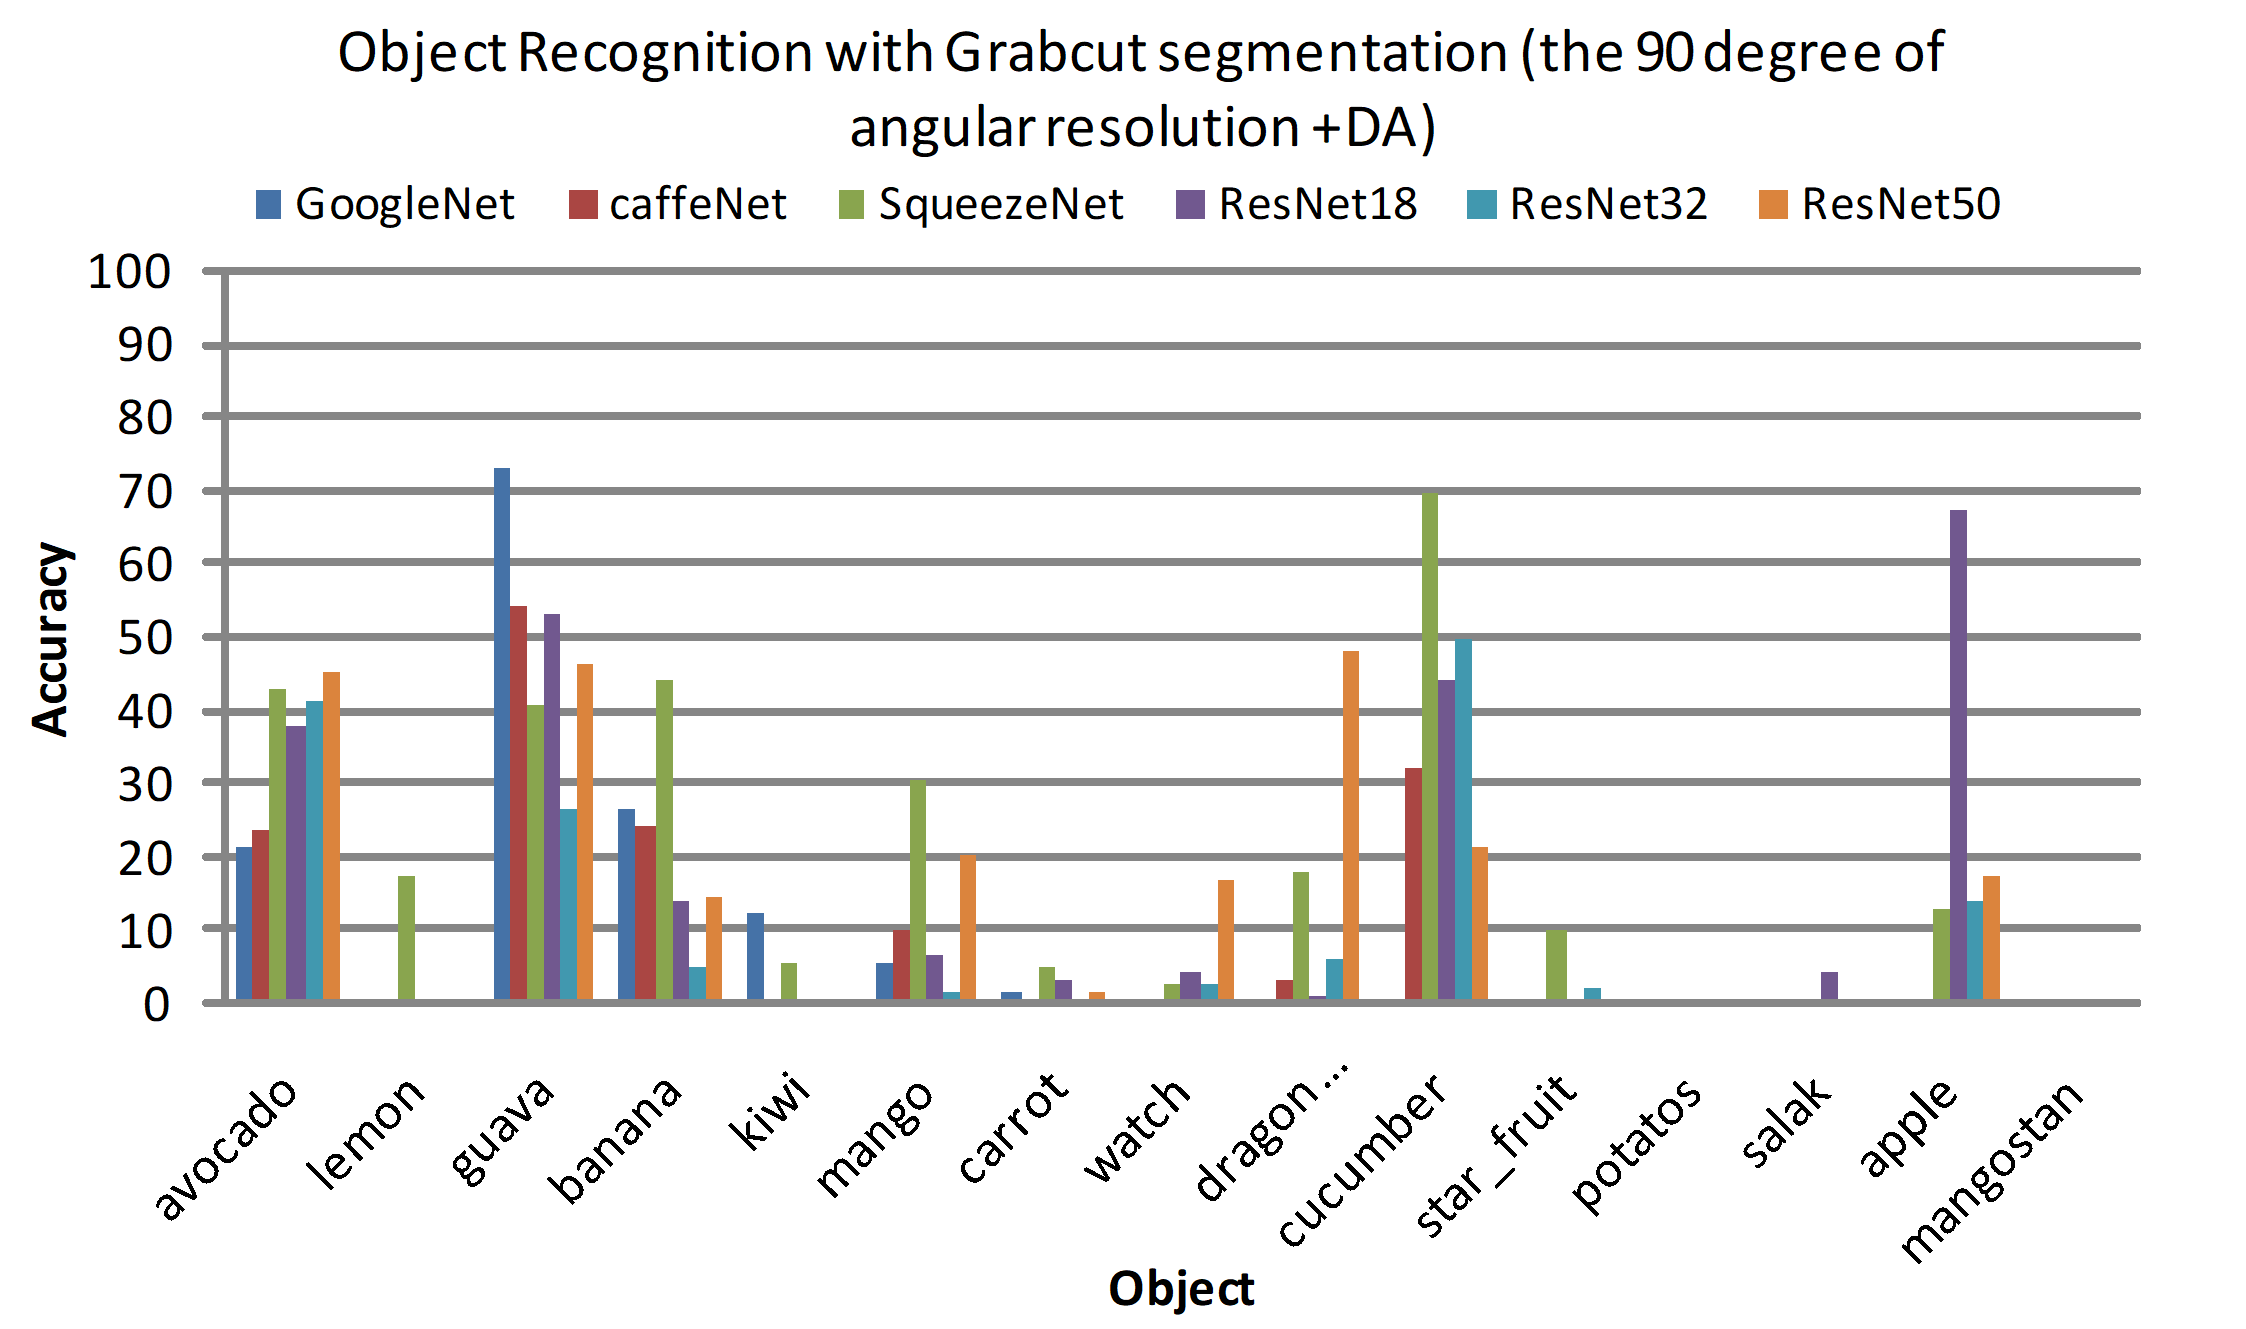 Object Recognition with Grabcut segmentation (the 90 degree of
angular resolution +DA)
GoogleNet caffeNet SqueezeNet ResNet18 ResNet32 ResNet50
100
90
80
70
60
50
40
30
20
10
0
Accuracy
avocado
lemon
guava
banana
kiwi
mango
carrot
watch
dragon...
cucumber
star_fruit
potatos
salak
apple
mangostan
Object